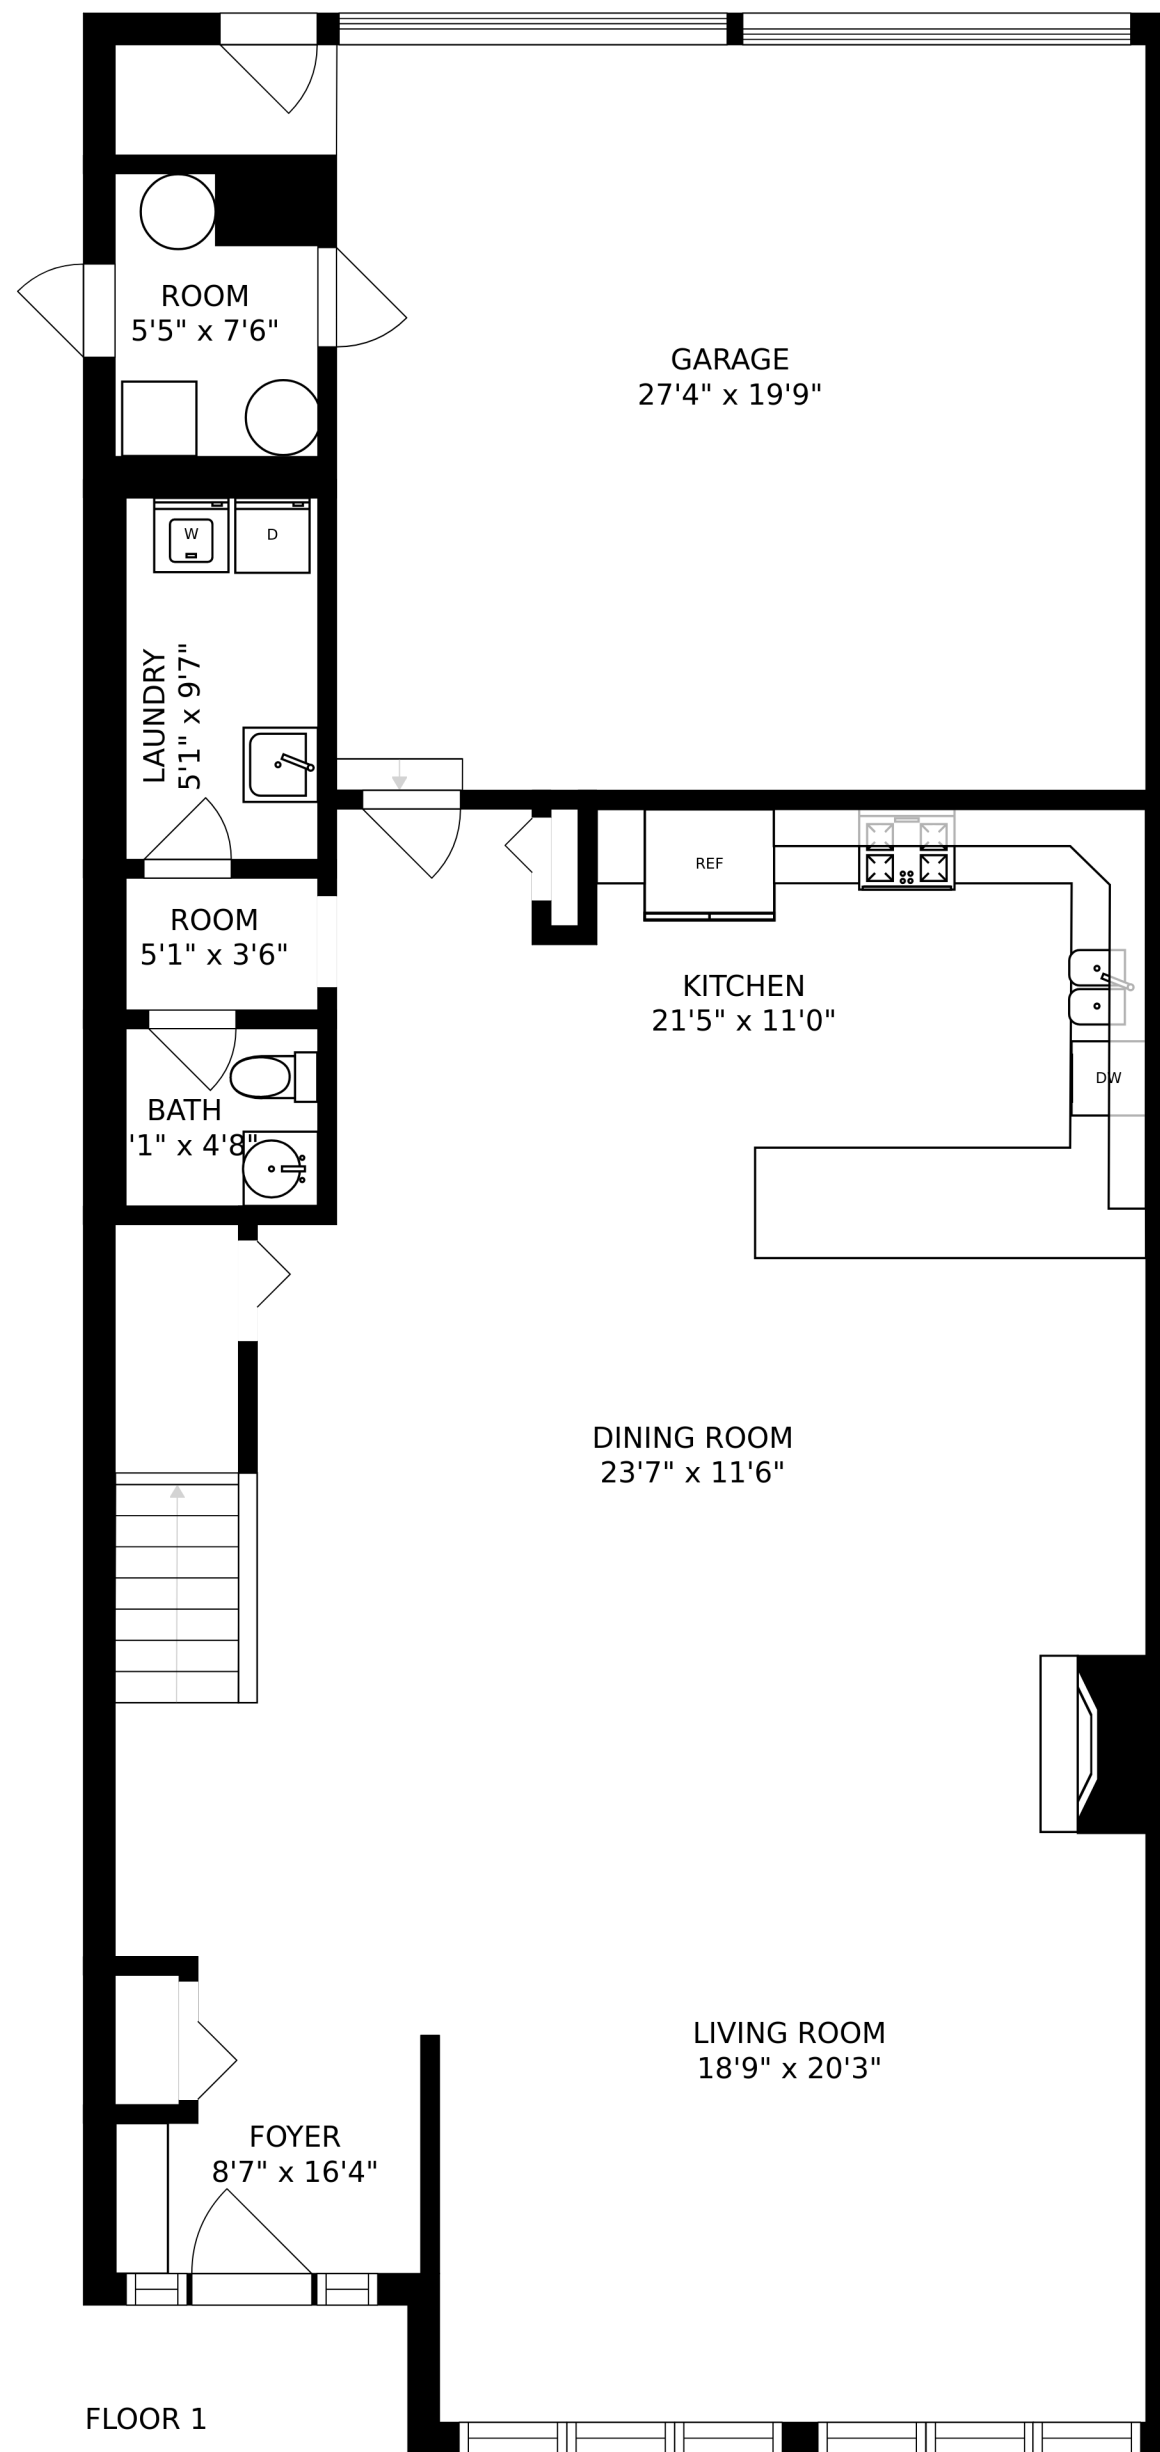 ROOM
5'5" x 7'6"
GARAGE
27'4" x 19'9"
W
D
LAUNDRY
5'1" x 9'7"
REF
ROOM
5'1" x 3'6"
KITCHEN
21'5" x 11'0"
DW
BATH
'1" x 4'8"
DINING ROOM
23'7" x 11'6"
LIVING ROOM
18'9" x 20'3"
FOYER
8'7" x 16'4"
FLOOR 1